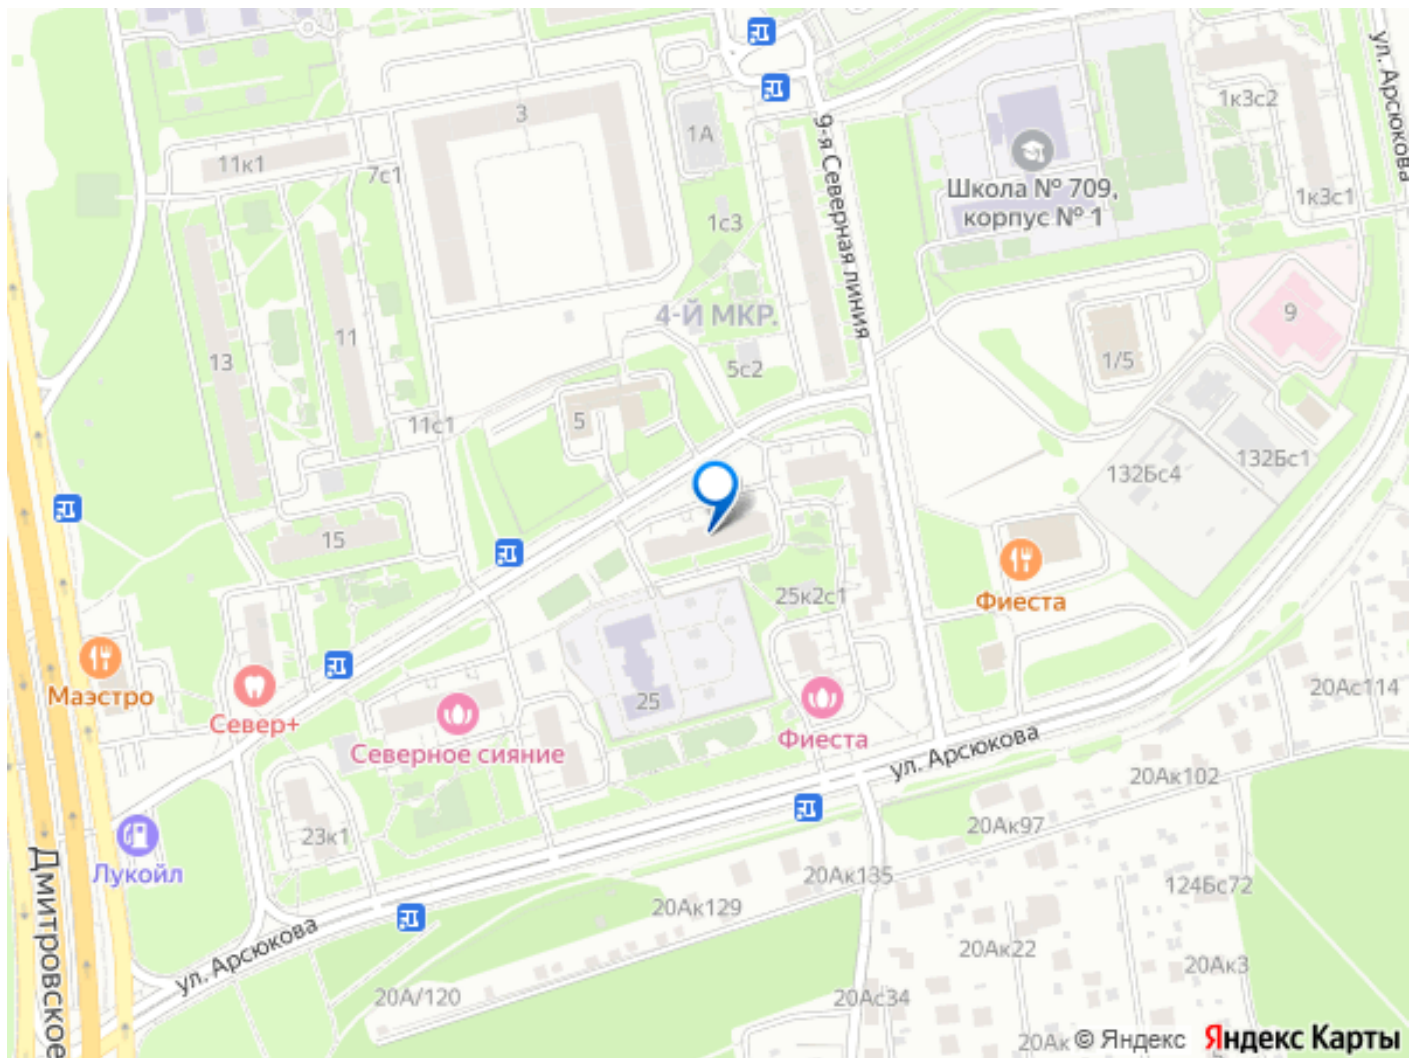 ул. Арсюкова
1к3с2
3
1А
9-я Северная линия
11к1
7с1
Школа № 709,
корпус № 1
1к3с1
1с3
4-Й МКР.
9
11
13
5с2
1/5
5
11с1
132Бс1
132Бс4
15
25к2с1
Фиеста
Маэстро
Север+
25
20Ас114
Северное сияние
Фиеста
ул. Арсюкова
20Ак102
23к1
20Ак97
Лукойл
20Ак135
124Бс72
Дмитровское
20Ак129
ул. Арсюкова
20Ак22
20Ак3
20А/120
20Ас34
20Ак
© Яндекс Яндекс Карты